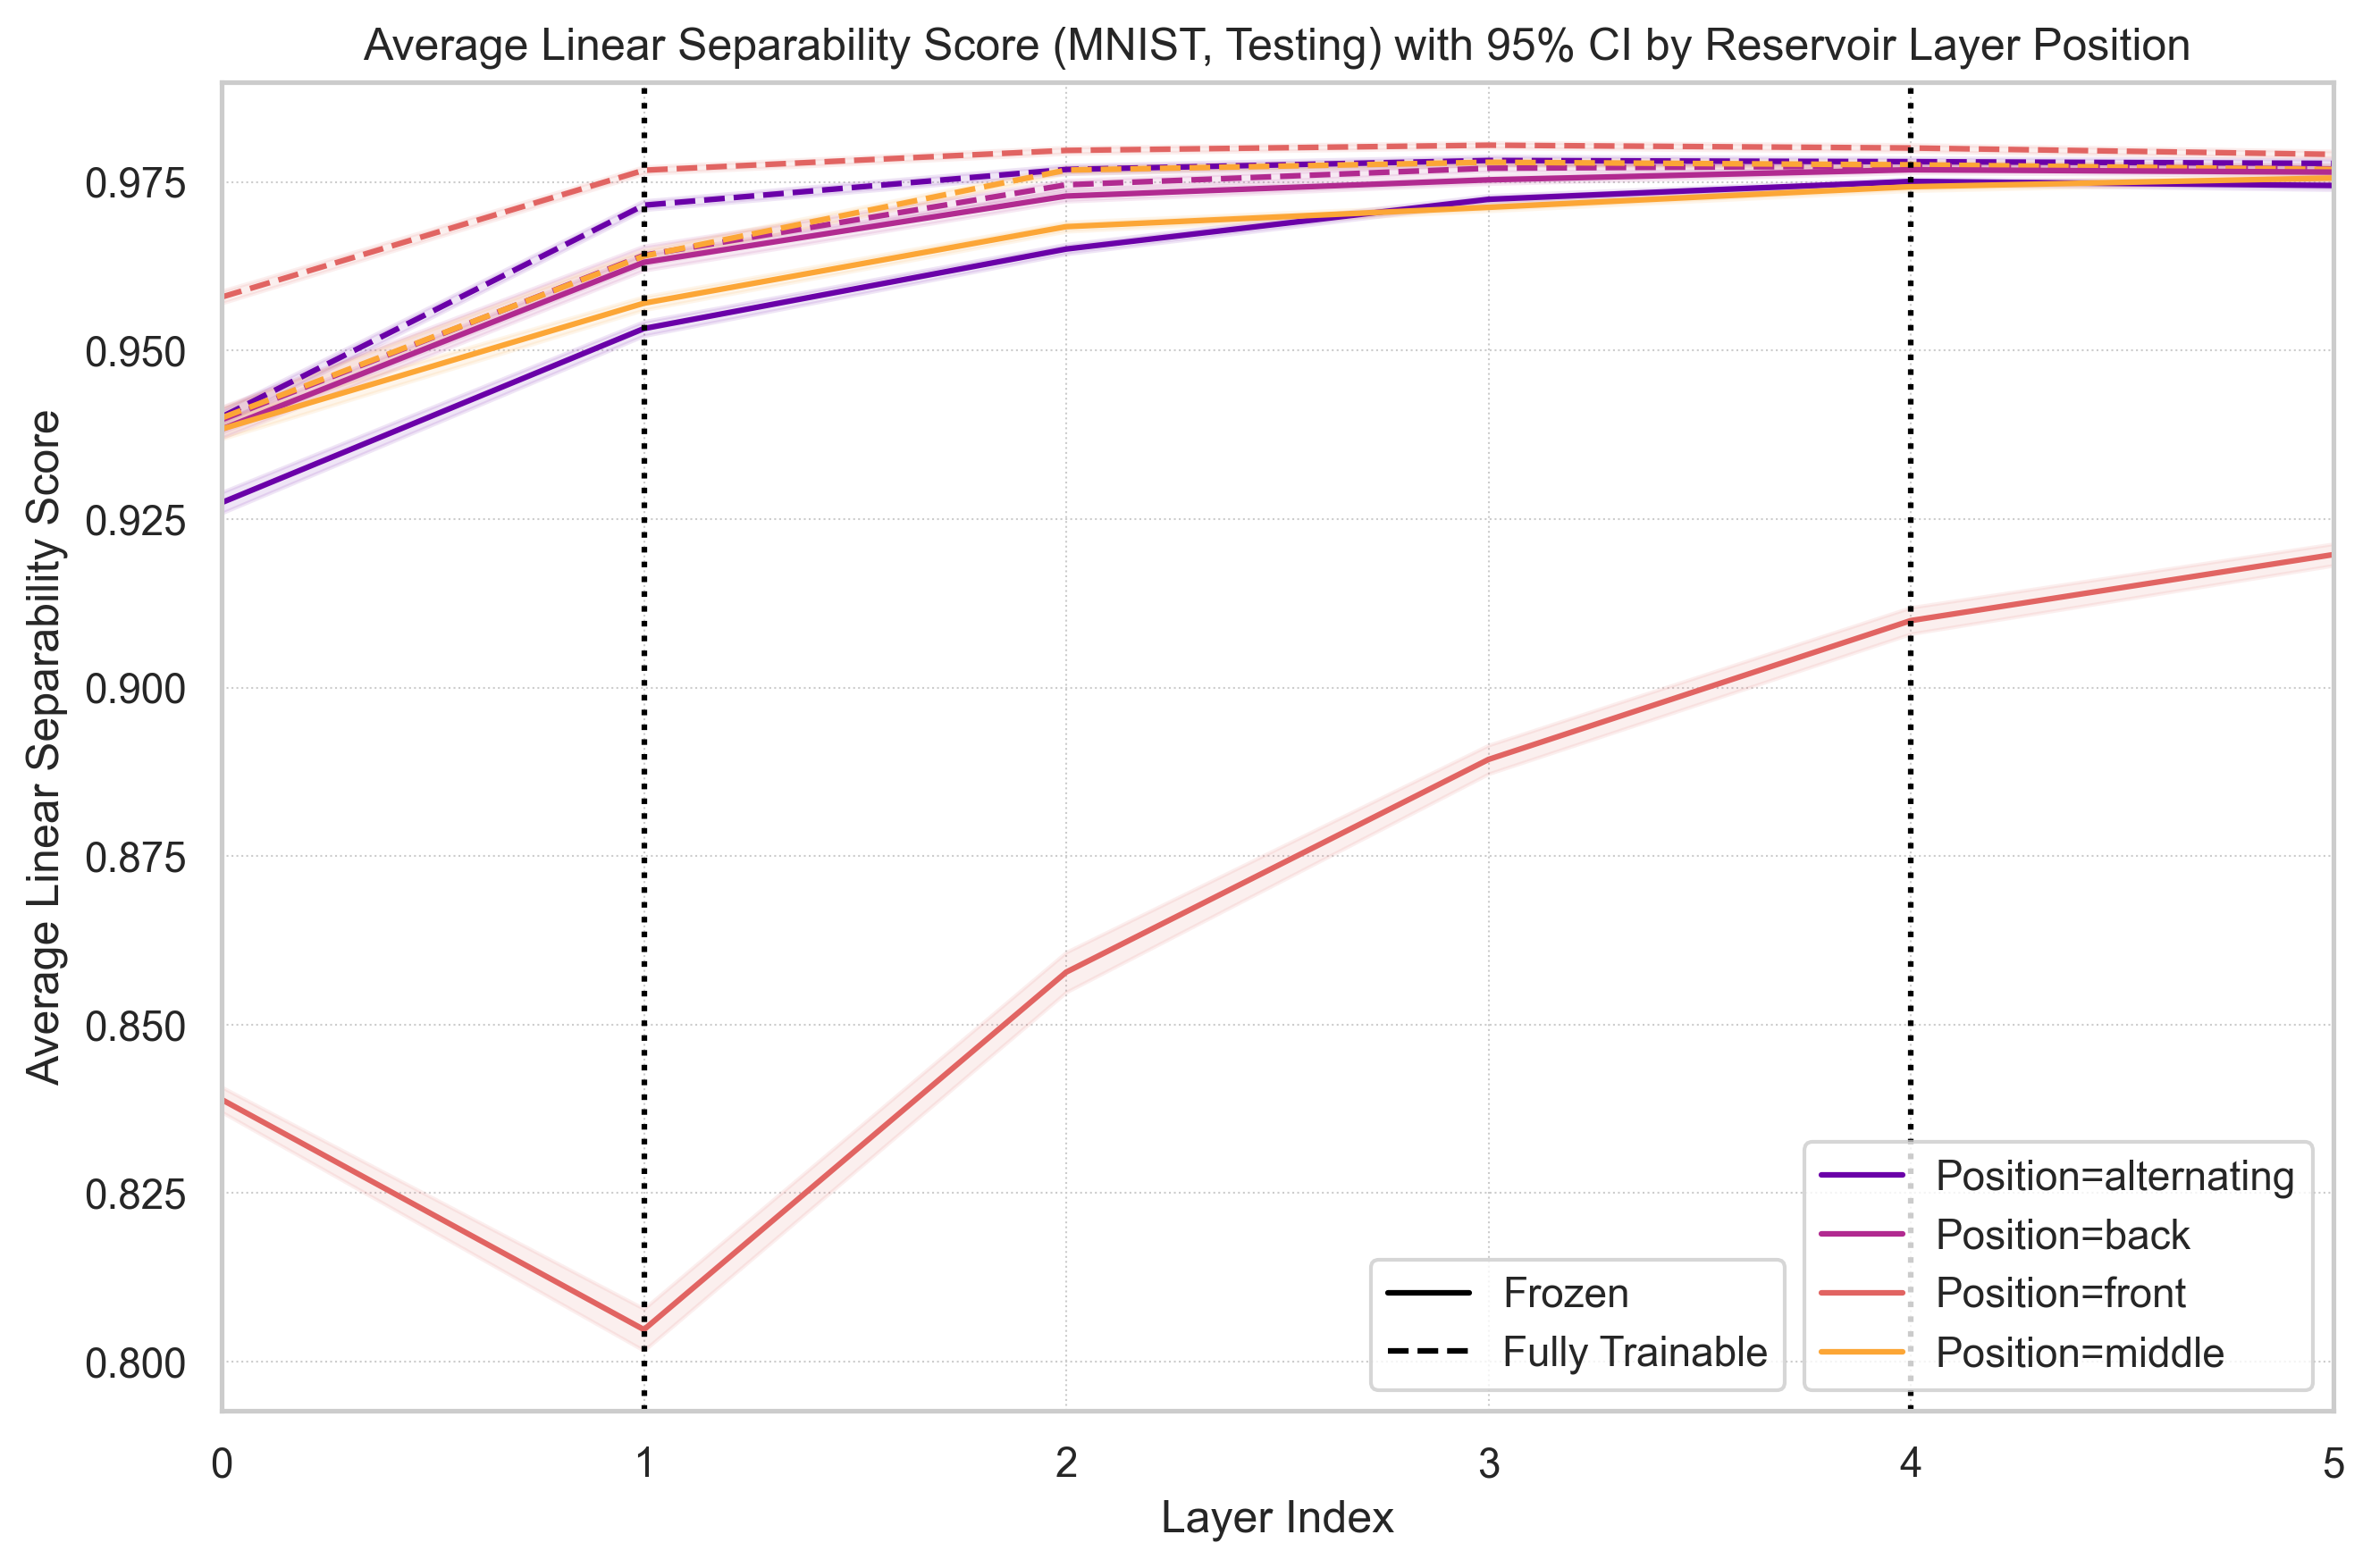 Average Linear Separability Score (MNIST, Testing) with 95% CI by Reservoir Layer Position
Average Linear Separability Score
0.975
0.950
0.925
0.900
0.875
0.850
0.825
0.800
Frozen
Fully Trainable
Position=alternating
Position=back
Position=front
Position=middle
0 1 2 3 4 5
Layer Index